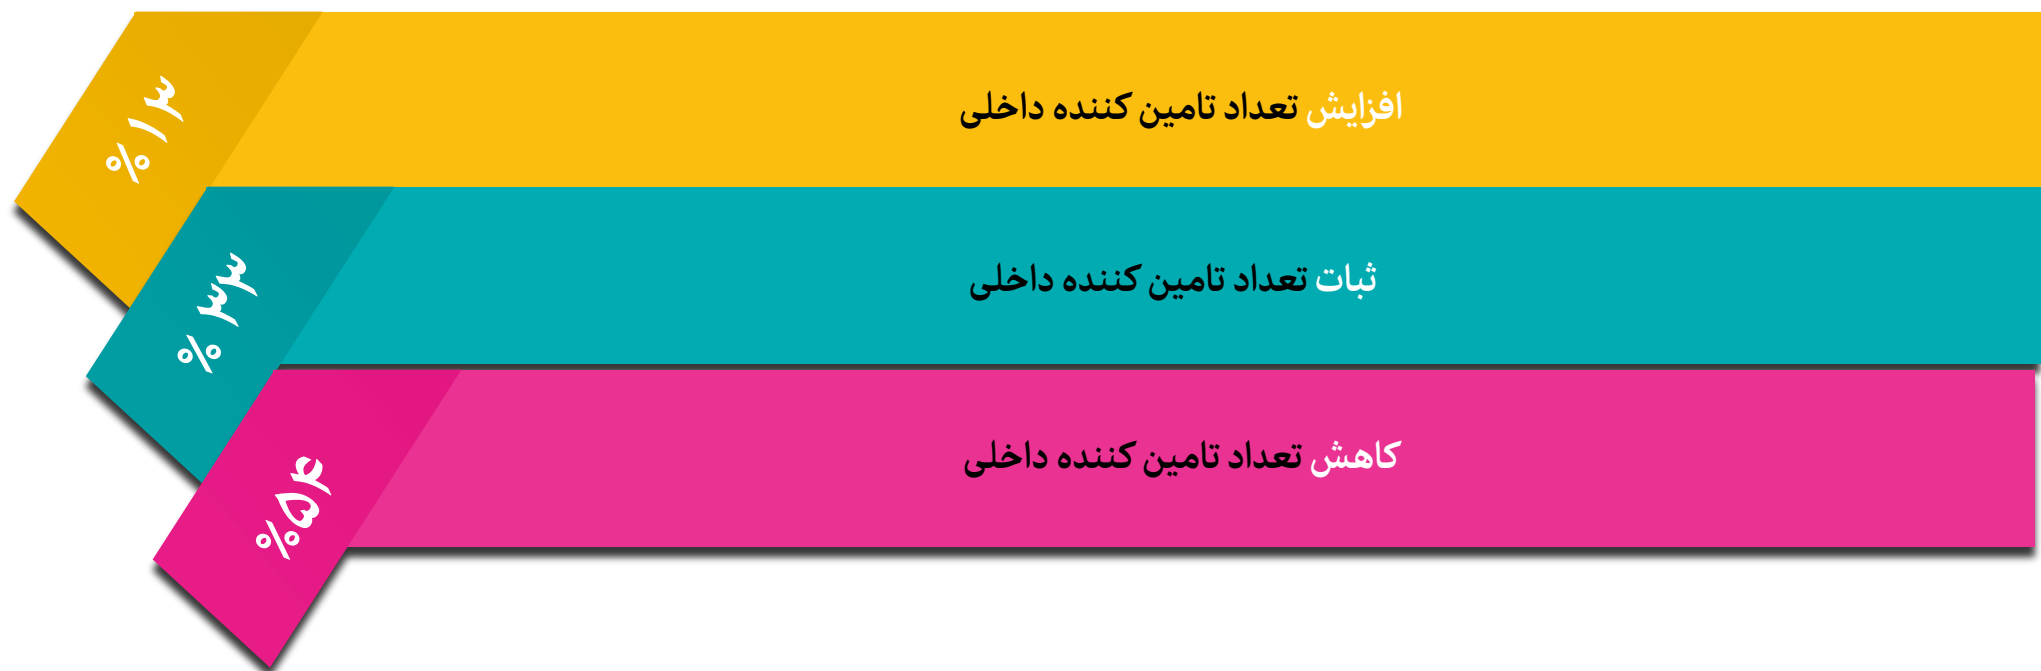 افزایش تعداد تامین کننده داخلی
%۱۳
ثبات تعداد تامین کننده داخلی
%۳۳
کاهش تعداد تامین کننده داخلی
%۵۴